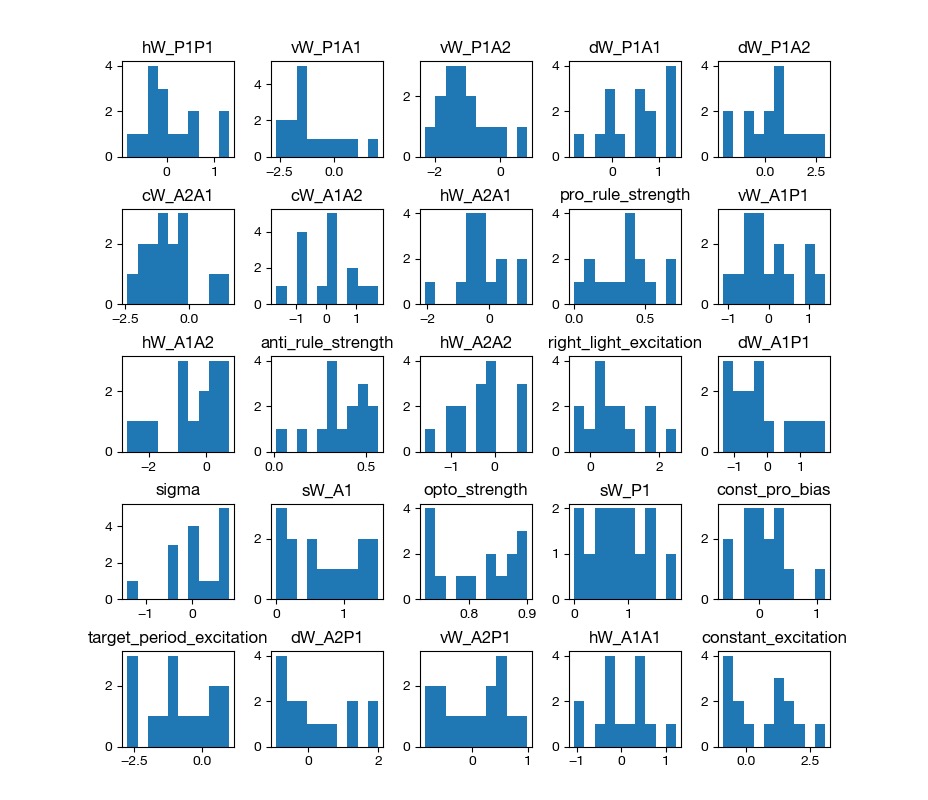 hW_P1P1 vW_P1A1 vW_P1A2 dW_P1A1 dW_P1A2
4 2 0 0 1
4 2 0 −2.5 0.0
2 0 −2 0
4 2 0 0 1
4 2 0 0.0 2.5
cW_A2A1 cW_A1A2 hW_A2A1 pro_rule_strength vW_A1P1
2 0 −2.5 0.0
4 2 0 −1 0 1
4 2 0 −2 0
4 2 0 0.0 0.5
2 0 −1 0 1
hW_A1A2 anti_rule_strength hW_A2A2 right_light_excitation dW_A1P1
2 0 −2 0
4 2 0 0.0 0.5
4 2 0 −1 0
4 2 0 0 2
2 0 −1 0 1
sigma sW_A1 opto_strength sW_P1 const_pro_bias
4 2 0 −1 0
2 0 0 1
4 2 0 0.8 0.9
2 1 0 0 1
2 0 0 1
target_period_excitation dW_A2P1 vW_A2P1 hW_A1A1 constant_excitation
2 0 −2.5 0.0
4 2 0 0 2
2 0 0 1
4 2 0 −1 0 1
4 2 0 0.0 2.5